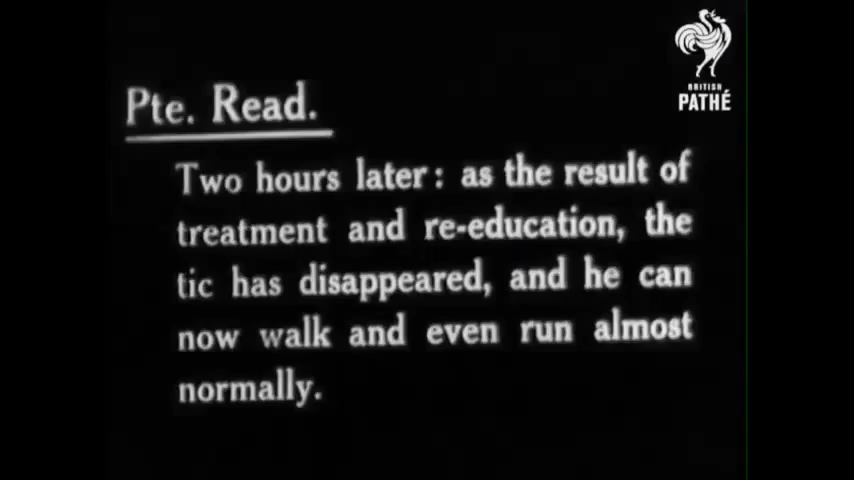 BRITISH
PATHÉ
Pte. Read.
Two hours later: as the result of
treatment and re-education, the
tic has disappeared, and he can
now walk and even run almost
normally.